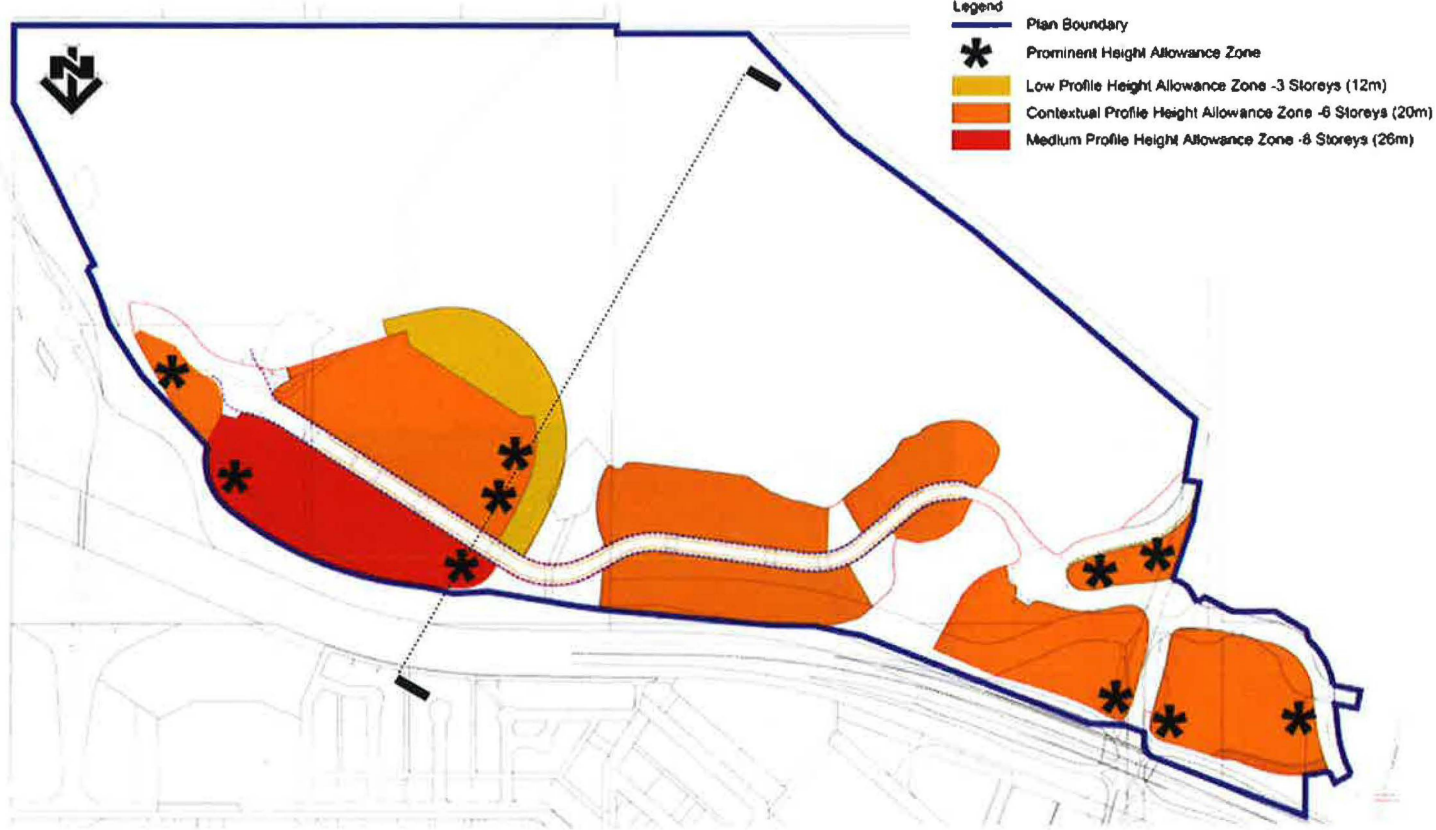 Legend
Plan Boundary
Prominent Height Allowance Zone
Low Profile Height Allowance Zone -3 Storeys (12m)
Contextual Profile Height Allowance Zone -6 Storeys (20m)
Medium Profile Height Allowance Zone -8 Storeys (26m)
N